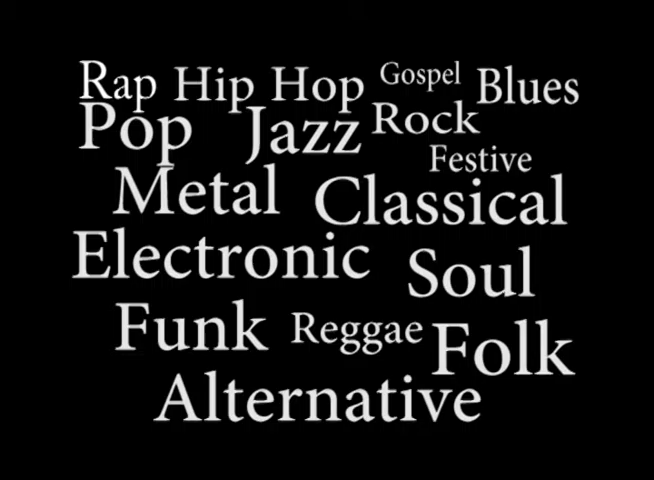 Rap Hip Hop Gospel Blues
Pop Jazz Rock
Festive
Metal Classical
Electronic Soul
Funk Reggae Folk
Alternative